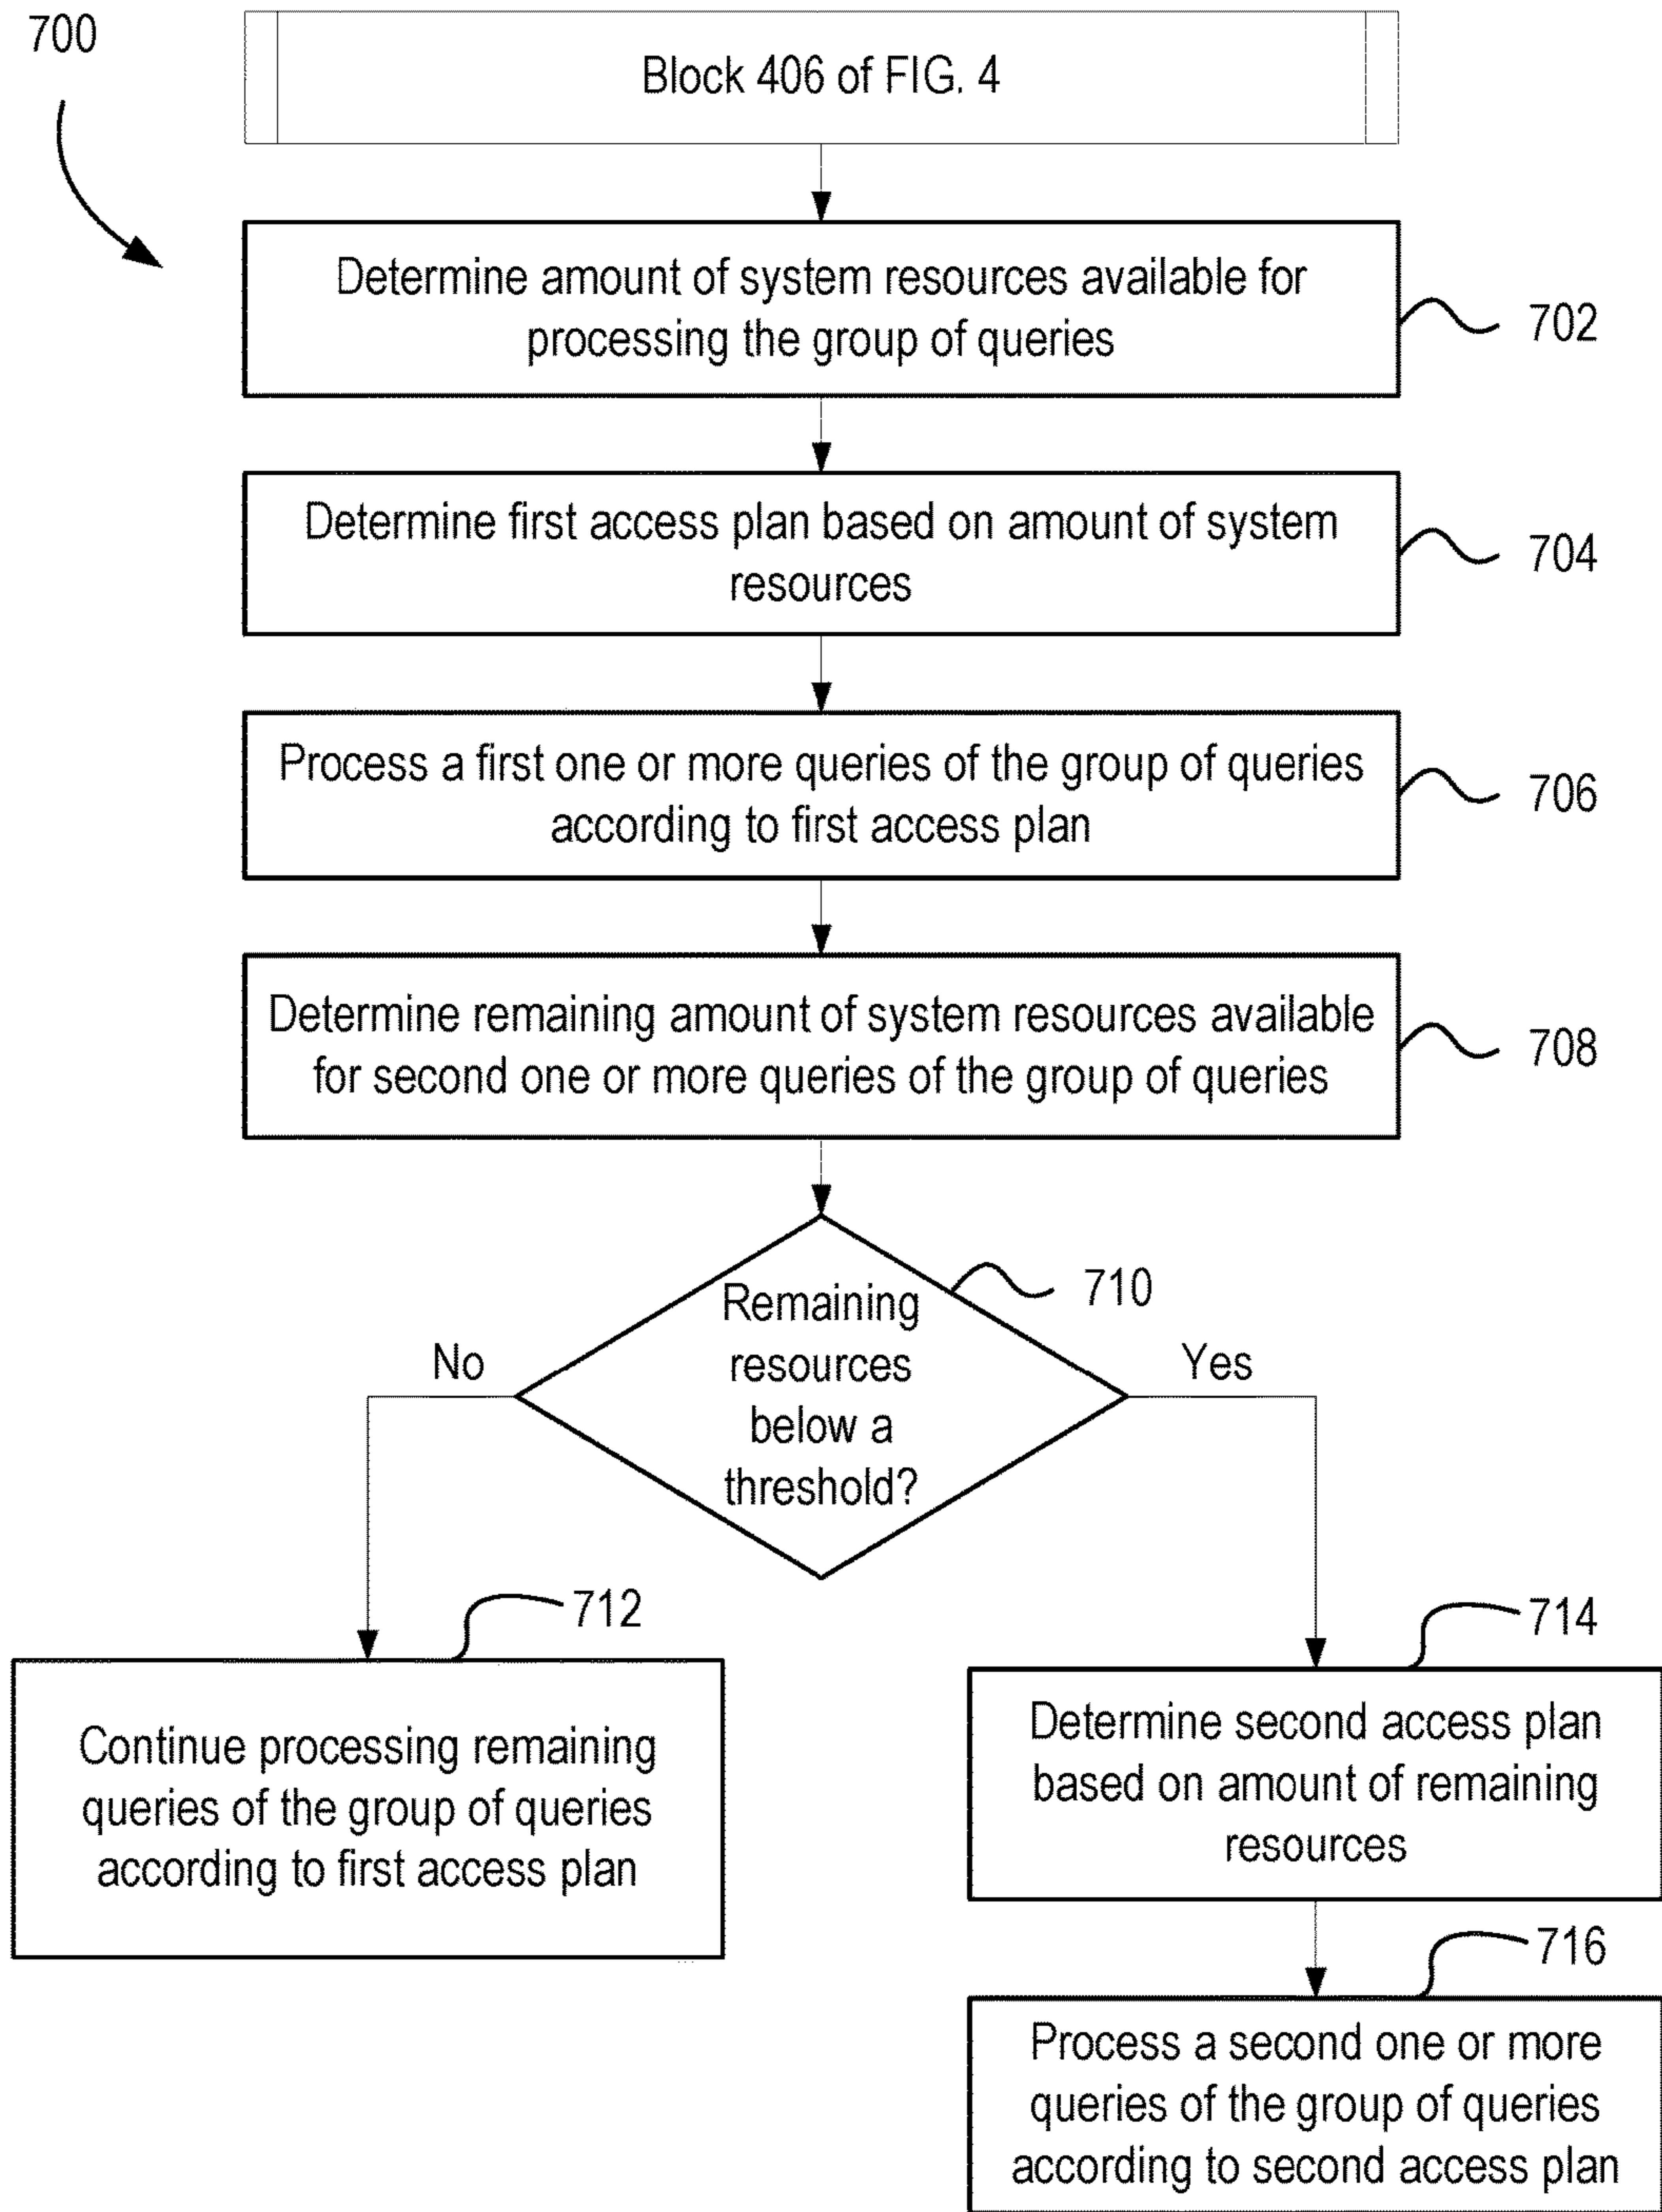 700
Block 406 of FIG. 4
Determine amount of system resources available for
processing the group of queries
702
Determine first access plan based on amount of system
resources
704
Process a first one or more queries of the group of queries
according to first access plan
706
Determine remaining amount of system resources available
for second one or more queries of the group of queries
708
Remaining
resources
below a
threshold?
710
No
Yes
712
Continue processing remaining
queries of the group of queries
according to first access plan
714
Determine second access plan
based on amount of remaining
resources
716
Process a second one or more
queries of the group of queries
according to second access plan